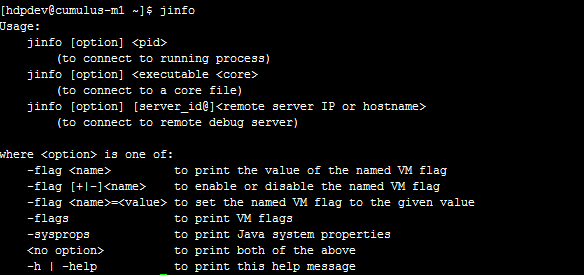 [hdpdev@cumulus-m1 ~]$ jinfo
Usage:
    jinfo [option] <pid>
        (to connect to running process)
    jinfo [option] <executable <core>
        (to connect to a core file)
    jinfo [option] [server_id@]<remote server IP or hostname>
        (to connect to remote debug server)

where <option> is one of:
    -flag <name>         to print the value of the named VM flag
    -flag [+|-]<name>    to enable or disable the named VM flag
    -flag <name>=<value> to set the named VM flag to the given value
    -flags               to print VM flags
    -sysprops            to print Java system properties
    <no option>          to print both of the above
    -h | -help           to print this help message